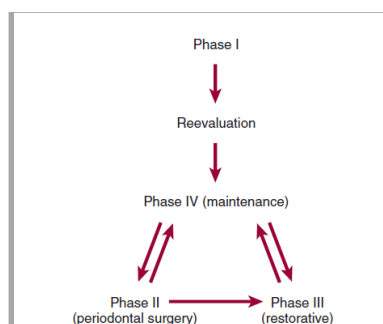 Phase I
Reevaluation
Phase IV (maintenance)
Phase II Phase III
(periodontal surgery) (restorative)